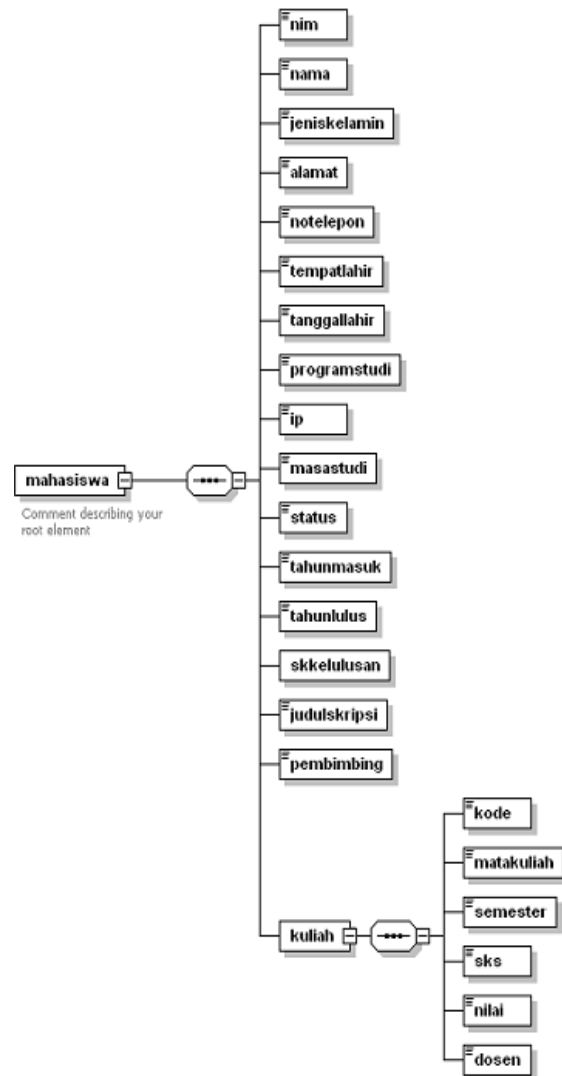 nim
nama
jeniskelamin
alamat
notelepon
tempatlahir
tanggallahir
programstudi
ip
masastudi
mahasiswa
Comment describing your
root element
status
tahunmasuk
tahunlulus
skkelulusan
judulskripsi
pembimbing
kuliah
kode
matakuliah
semester
sks
nilai
dosen